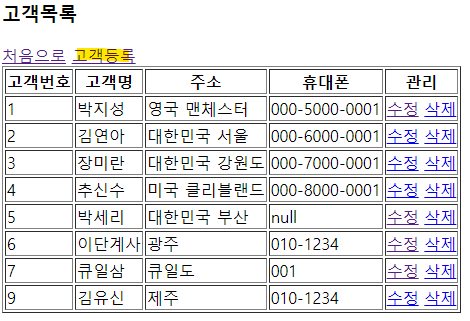 고객목록
처음으로 고객등록
고객번호 고객명 주소 휴대폰 관리
1 박지성 영국 맨체스터 000-5000-0001 수정 삭제
2 김연아 대한민국 서울 000-6000-0001 수정 삭제
3 장미란 대한민국 강원도 000-7000-0001 수정 삭제
4 추신수 미국 클리블랜드 000-8000-0001 수정 삭제
5 박세리 대한민국 부산 null 수정 삭제
6 이단계사 광주 010-1234 수정 삭제
7 큐일삼 큐일도 001 수정 삭제
9 김유신 제주 010-1234 수정 삭제